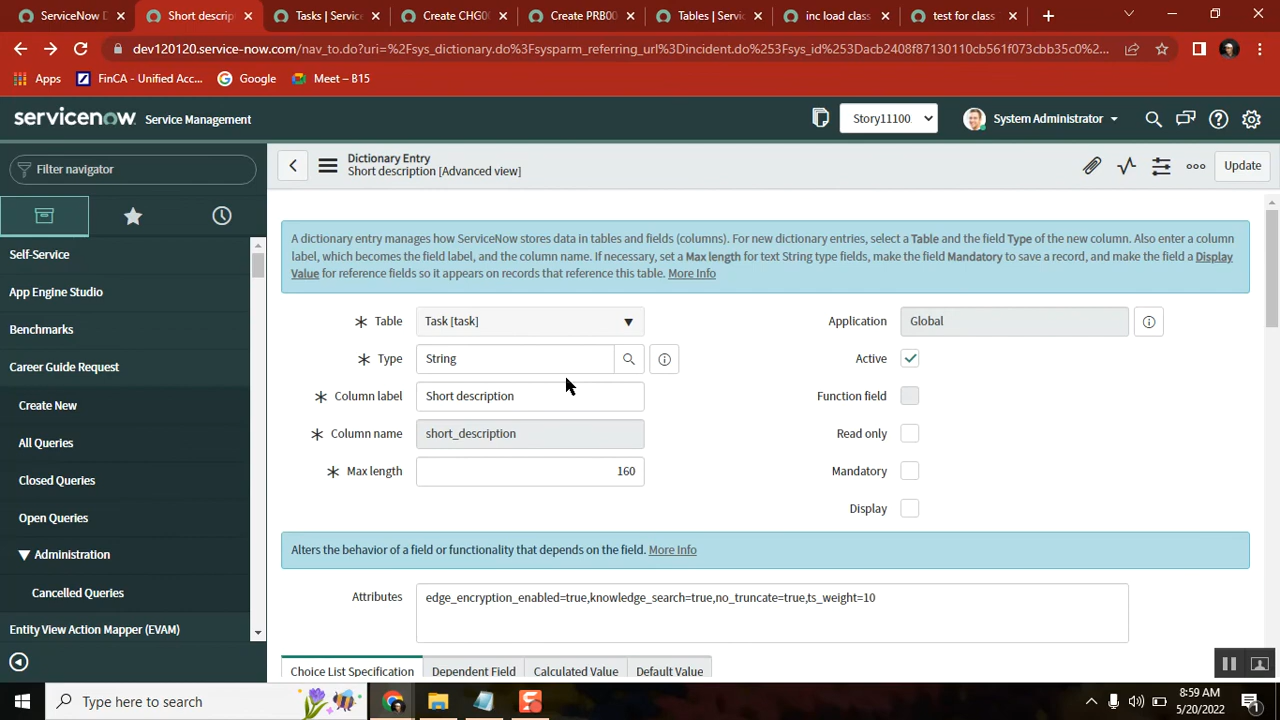 ServiceNow D
Short descrip
Tasks | Servic
Create CHG0
Create PRB00
Tables | Servi
inc load class
test for class
dev120120.service-now.com/nav_to.do?uri=%2Fsys_dictionary.do%3Fsysparm_referring_url%3Dincident.do%253Fsys_id%253Dacb2408f87130110cb561f073cbb35c0%2...
Apps
FinCA - Unified Acc...
Google
Meet – B15
servicenow. Service Management
Story11100
System Administrator
Filter navigator
Dictionary Entry
Short description [Advanced view]
Update
Self-Service
App Engine Studio
Benchmarks
Career Guide Request
Create New
All Queries
Closed Queries
Open Queries
Administration
Cancelled Queries
Entity View Action Mapper (EVAM)
A dictionary entry manages how ServiceNow stores data in tables and fields (columns). For new dictionary entries, select a Table and the field Type of the new column. Also enter a column
label, which becomes the field label, and the column name. If necessary, set a Max length for text String type fields, make the field Mandatory to save a record, and make the field a Display
Value for reference fields so it appears on records that reference this table. More Info
Table Task [task]
Type String
Column label Short description
Column name short_description
Max length 160
Application Global
Active
Function field
Read only
Mandatory
Display
Alters the behavior of a field or functionality that depends on the field. More Info
Attributes edge_encryption_enabled=true,knowledge_search=true,no_truncate=true,ts_weight=10
Choice List Specification Dependent Field Calculated Value Default Value
Type here to search
8:59 AM
5/20/2022
1